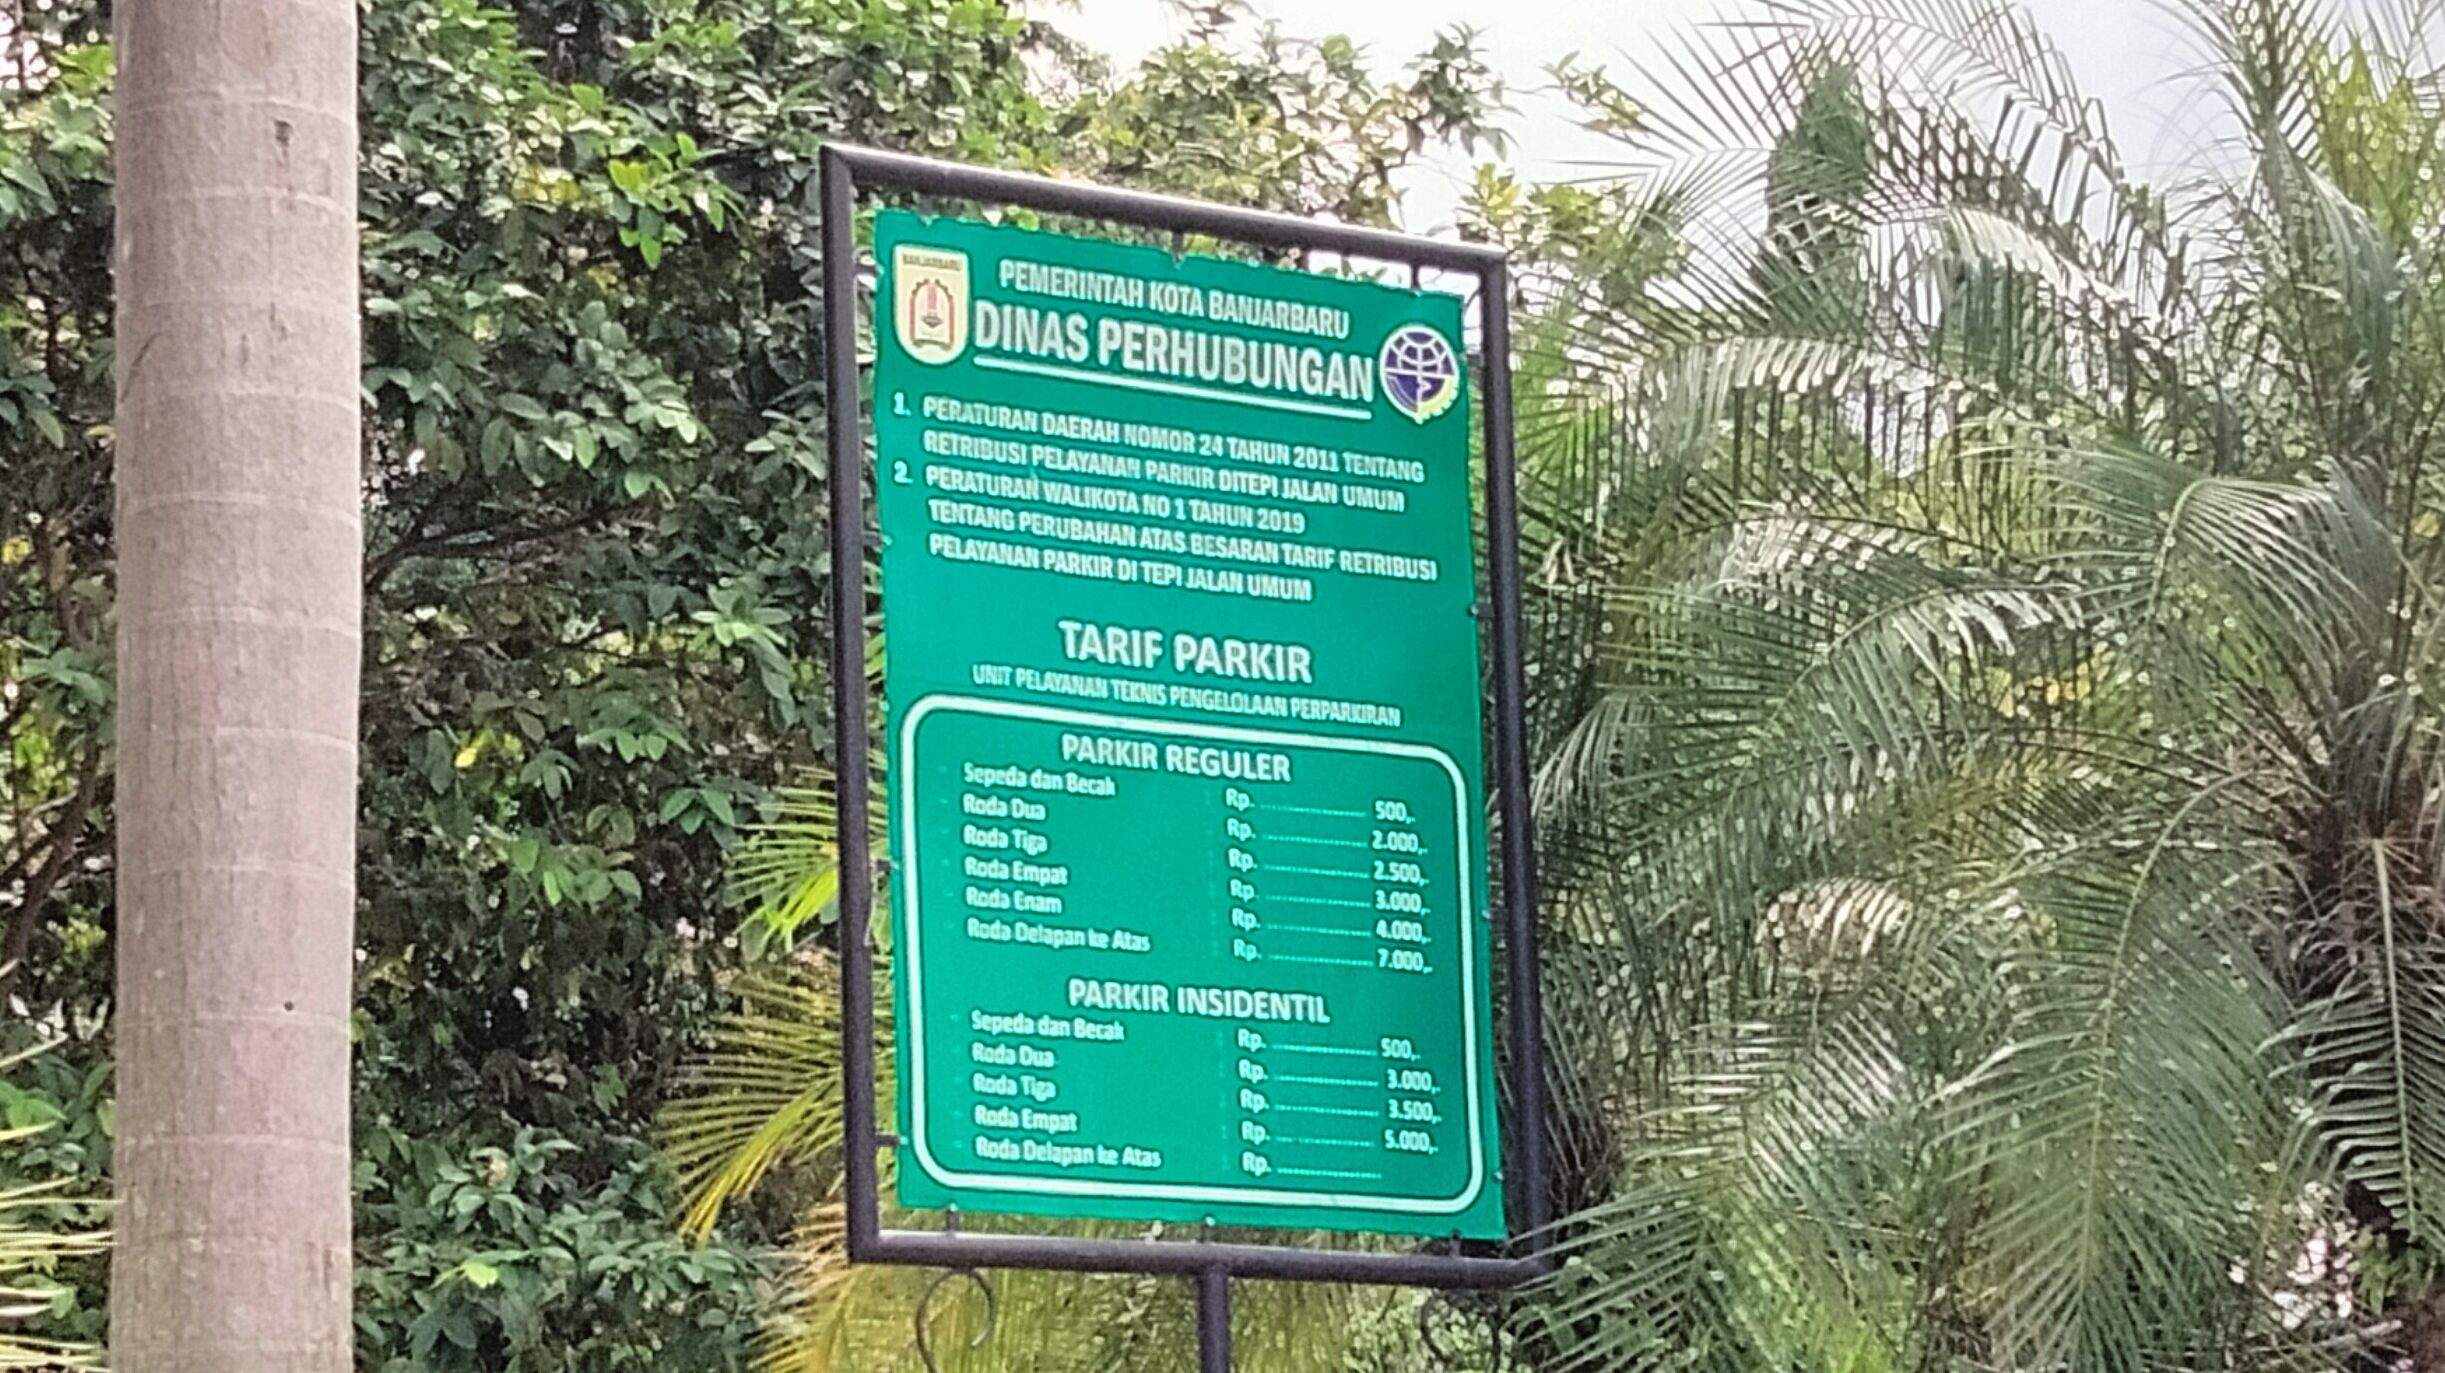 BANJARBARU
PEMERINTAH KOTA BANJARBARU
DINAS PERHUBUNGAN
1. PERATURAN DAERAH NOMOR 24 TAHUN 2011 TENTANG
RETRIBUSI PELAYANAN PARKIR DITEPI JALAN UMUM
2. PERATURAN WALIKOTA NO 1 TAHUN 2019
TENTANG PERUBAHAN ATAS BESARAN TARIF RETRIBUSI
PELAYANAN PARKIR DI TEPI JALAN UMUM
TARIF PARKIR
UNIT PELAYANAN TEKNIS PENGELOLAAN PERPARKIRAN
PARKIR REGULER
Sepeda dan Becak : Rp. .................... 500,-
Roda Dua : Rp. .................... 2.000,-
Roda Tiga : Rp. .................... 2.500,-
Roda Empat : Rp. .................... 3.000,-
Roda Enam : Rp. .................... 4.000,-
Roda Delapan ke Atas : Rp. .................... 7.000,-
PARKIR INSIDENTIL
Sepeda dan Becak : Rp. .................... 500,-
Roda Dua : Rp. .................... 3.000,-
Roda Tiga : Rp. .................... 3.500,-
Roda Empat : Rp. .................... 5.000,-
Roda Delapan ke Atas : Rp. ....................